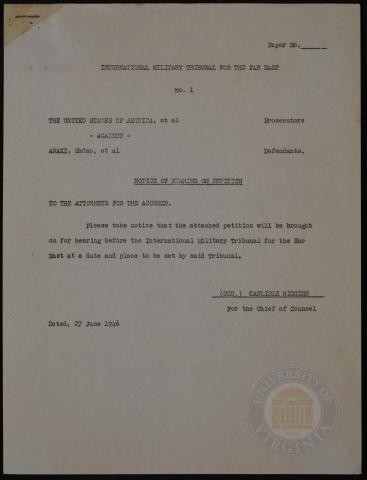 Paper No.______
INTERNATIONAL MILITARY TRIBUNAL FOR THE FAR EAST
No. 1
THE UNITED STATES OF AMERICA, et al Prosecutors
- AGAINST -
ARAKI, Sadao, et al Defendants.
NOTICE OF HEARING ON PETITION
TO THE ATTORNEYS FOR THE ACCUSED.
Please take notice that the attached petition will be brought
on for hearing before the International Military Tribunal for the Far
East at a date and place to be set by said Tribunal.
(SGD.) CARLISLE HIGGINS
For the Chief of Counsel
Dated, 27 June 1946
UNIVERSITY OF VIRGINIA